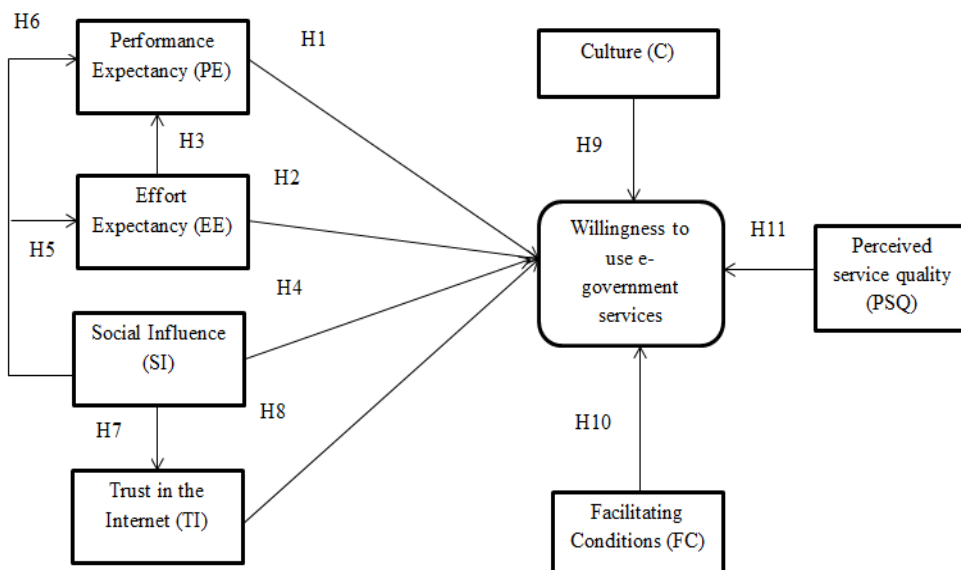 H6
Performance
Expectancy (PE)
H1
Culture (C)
H3
H9
Effort
Expectancy (EE)
H2
H5
Willingness to
use e-
government
services
H11
Perceived
service quality
(PSQ)
Social Influence
(SI)
H4
H7
H8
H10
Trust in the
Internet (TI)
Facilitating
Conditions (FC)